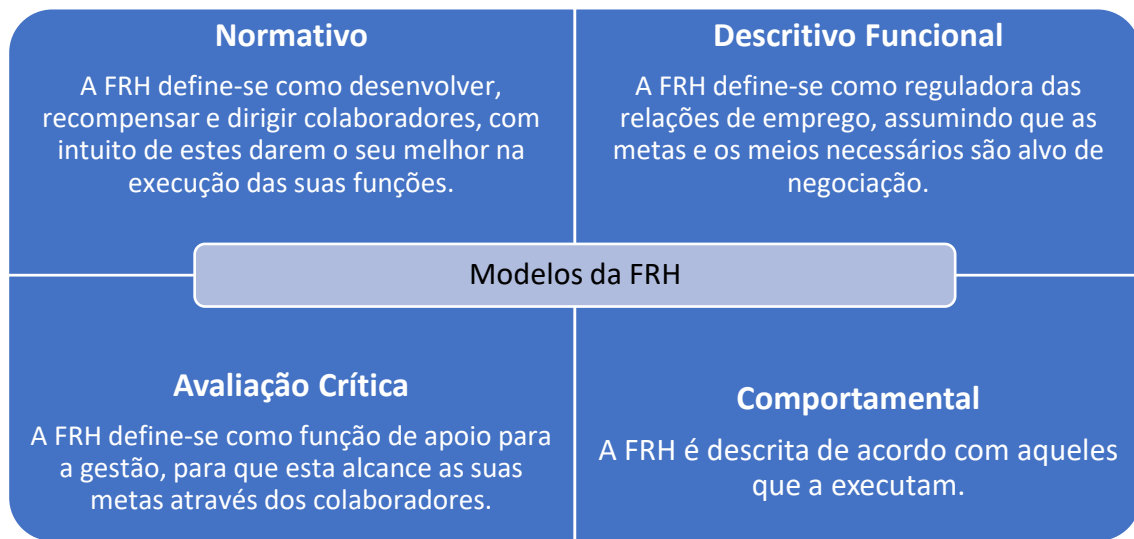 Normativo
A FRH define-se como desenvolver,
recompensar e dirigir colaboradores, com
intuito de estes darem o seu melhor na
execução das suas funções.
Descritivo Funcional
A FRH define-se como reguladora das
relações de emprego, assumindo que as
metas e os meios necessários são alvo de
negociação.
Modelos da FRH
Avaliação Crítica
A FRH define-se como função de apoio para
a gestão, para que esta alcance as suas
metas através dos colaboradores.
Comportamental
A FRH é descrita de acordo com aqueles
que a executam.